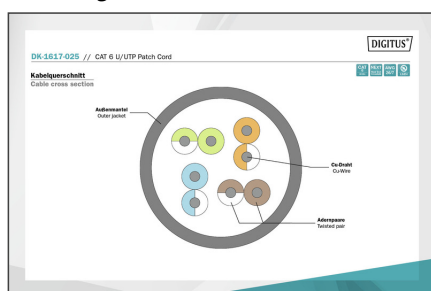 DIGITUS®
DK-1617-025 // CAT 6 U/UTP Patch Cord
Kabelquerschnitt
Cable cross section
Außenmantel
Outer jacket
Cu-Draht
Cu-Wire
Adernpaare
Twisted pair